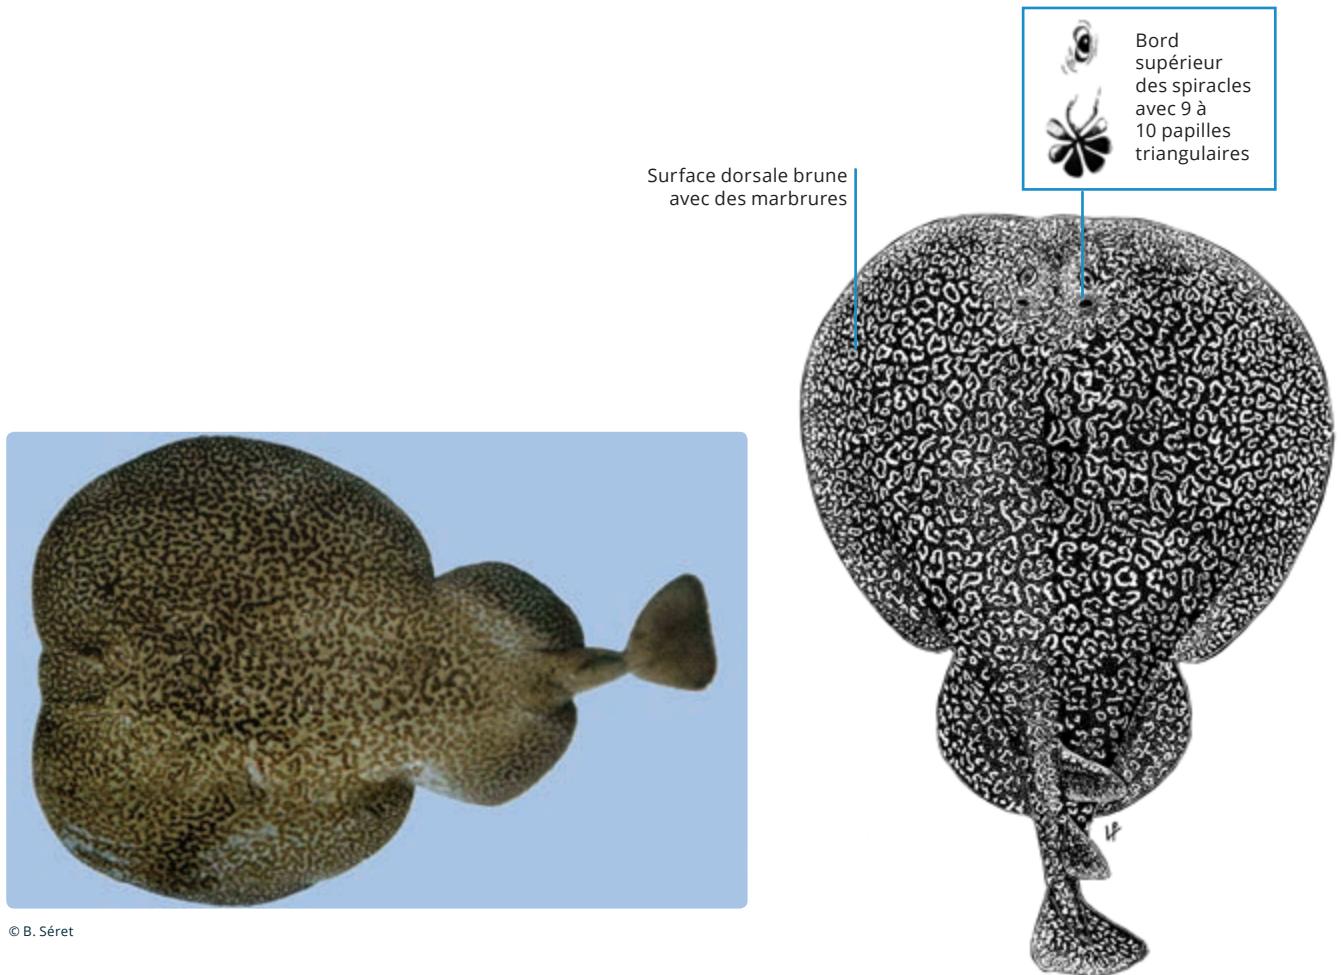 Bord
supérieur
des spiracles
avec 9 à
10 papilles
triangulaires
Surface dorsale brune
avec des marbrures
© B. Séret